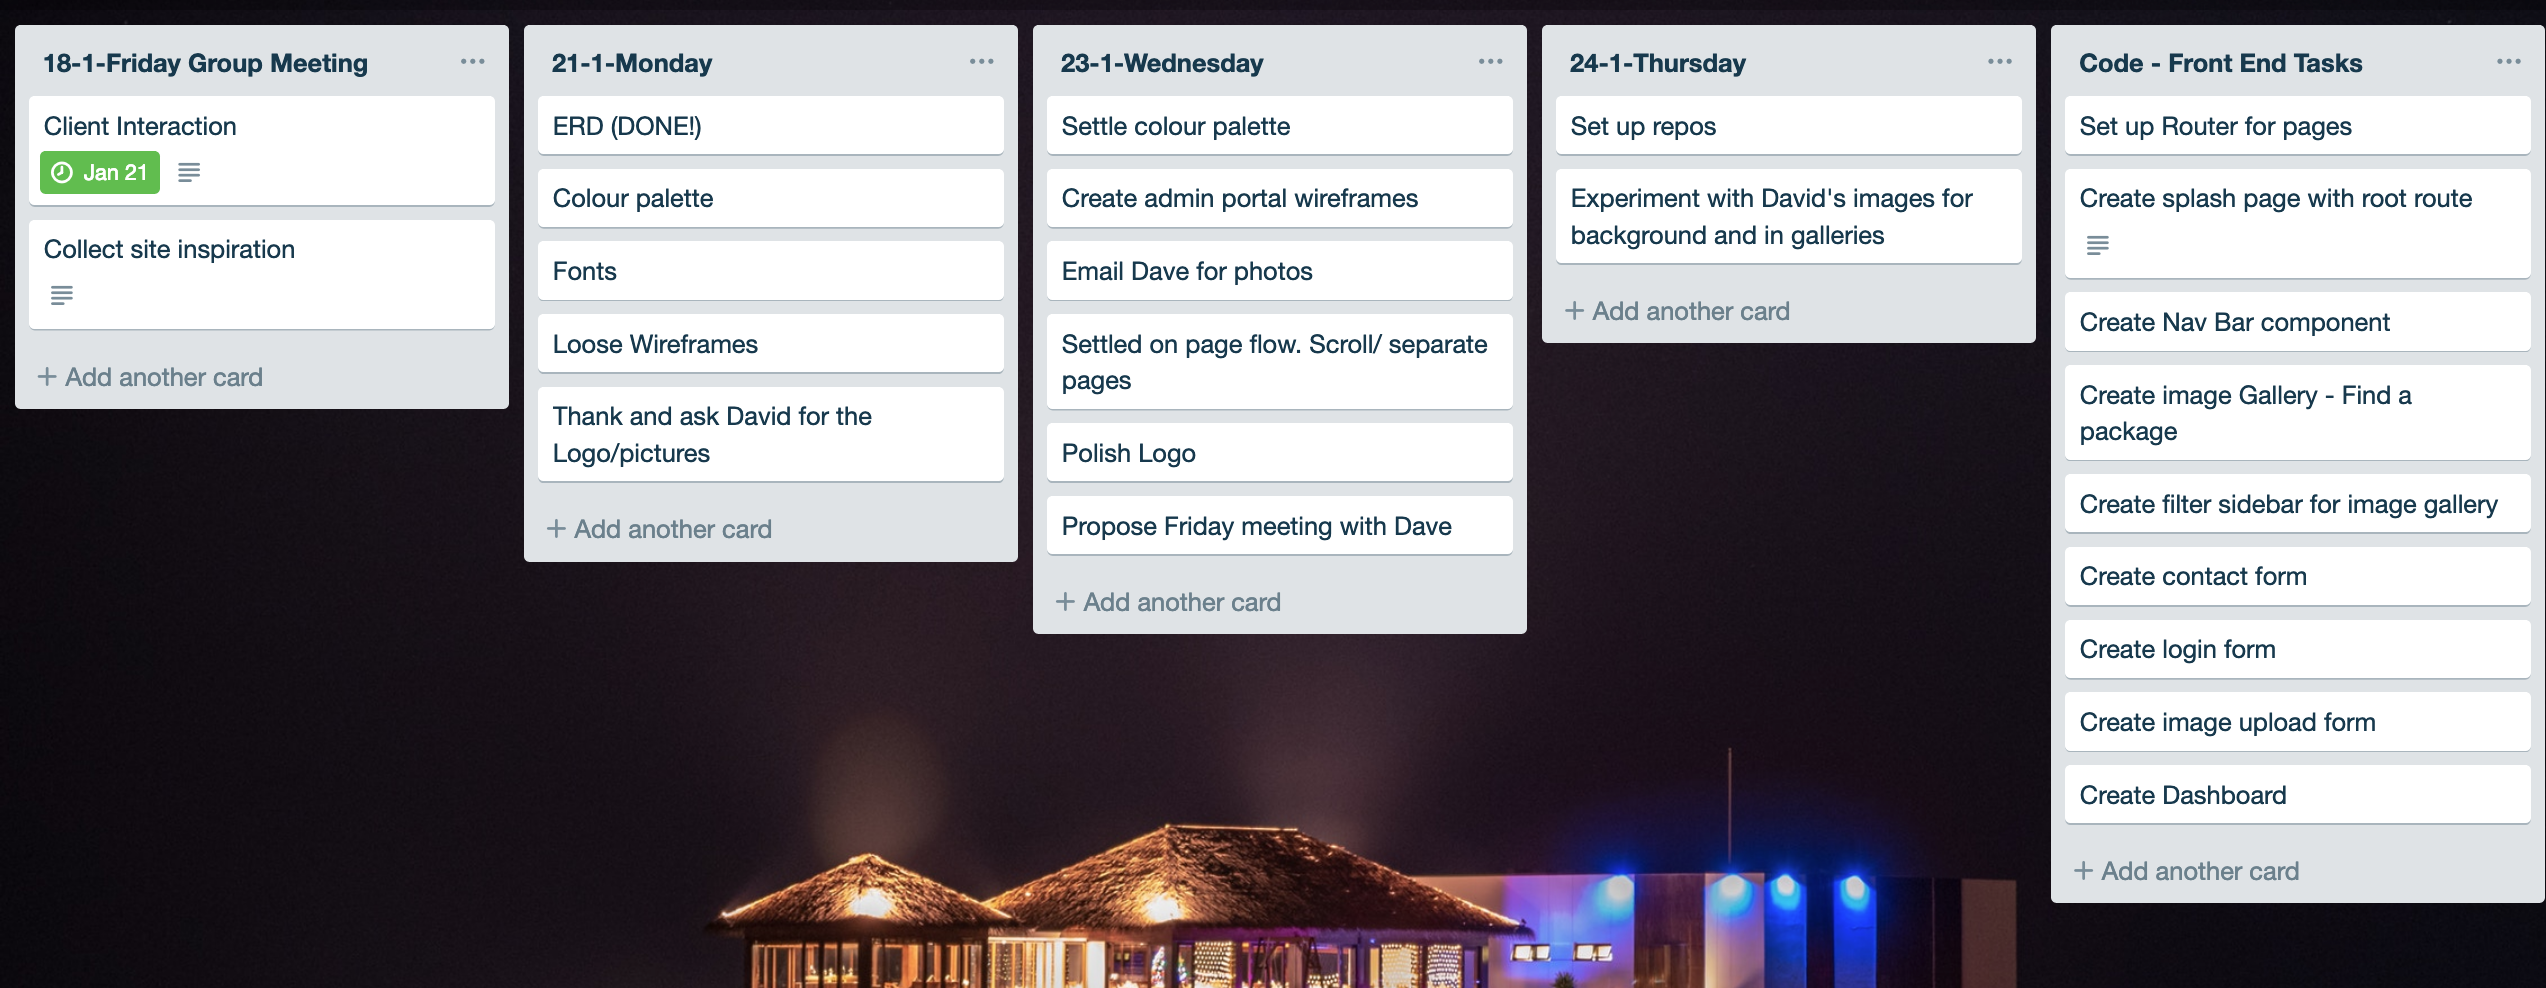 18-1-Friday Group Meeting
Client Interaction
Jan 21
Collect site inspiration
+ Add another card
21-1-Monday
ERD (DONE!)
Colour palette
Fonts
Loose Wireframes
Thank and ask David for the
Logo/pictures
+ Add another card
23-1-Wednesday
Settle colour palette
Create admin portal wireframes
Email Dave for photos
Settled on page flow. Scroll/ separate
pages
Polish Logo
Propose Friday meeting with Dave
+ Add another card
24-1-Thursday
Set up repos
Experiment with David's images for
background and in galleries
+ Add another card
Code - Front End Tasks
Set up Router for pages
Create splash page with root route
Create Nav Bar component
Create image Gallery - Find a
package
Create filter sidebar for image gallery
Create contact form
Create login form
Create image upload form
Create Dashboard
+ Add another card